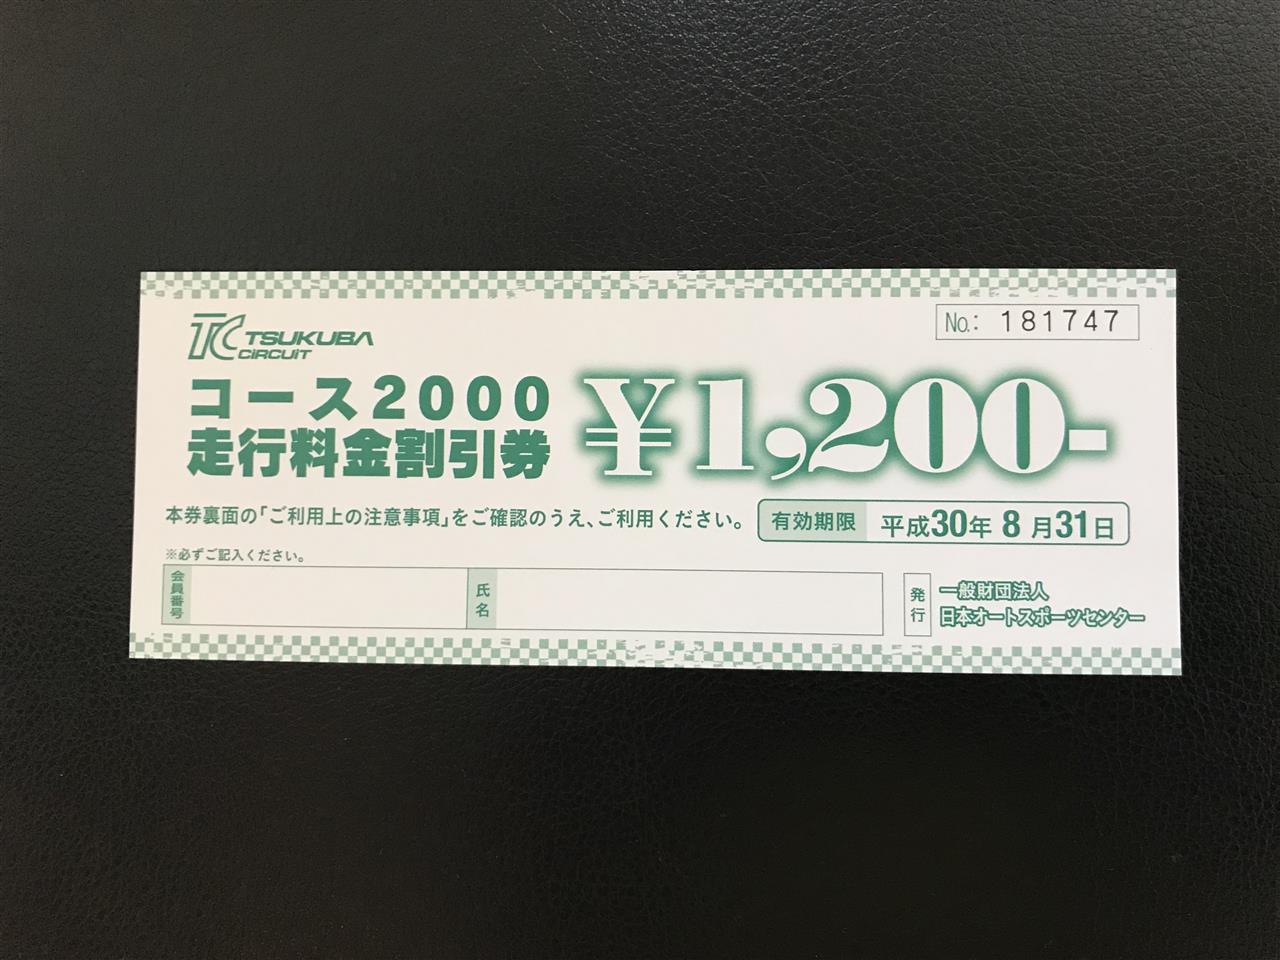 TC TSUKUBA CIRCUIT
No.: 181747
コース2000
走行料金割引券
¥1,200-
本券裏面の「ご利用上の注意事項」をご確認のうえ、ご利用ください。
有効期限 平成30年 8 月31日
※必ずご記入ください。
会員番号
氏名
発行
一般財団法人
日本オートスポーツセンター